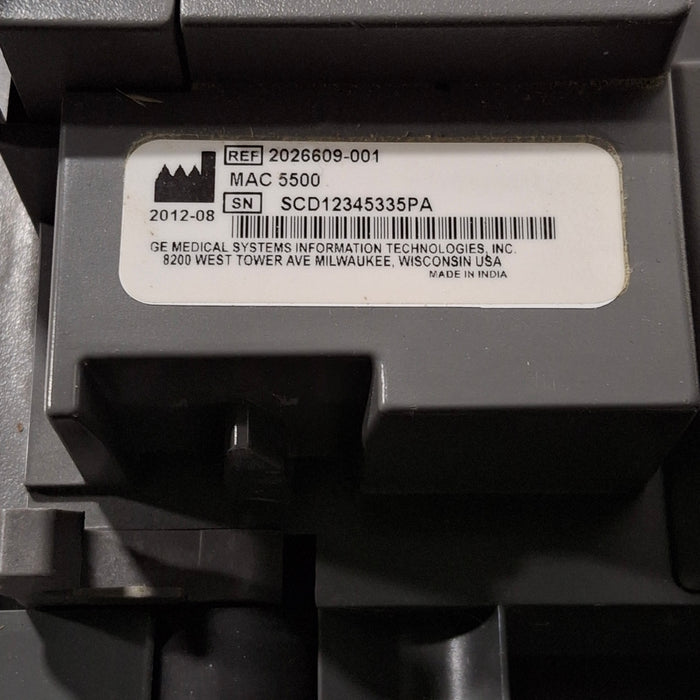 REF 2026609-001
MAC 5500
SN SCD12345335PA
2012-08
GE MEDICAL SYSTEMS INFORMATION TECHNOLOGIES, INC.
8200 WEST TOWER AVE MILWAUKEE, WISCONSIN USA
MADE IN INDIA